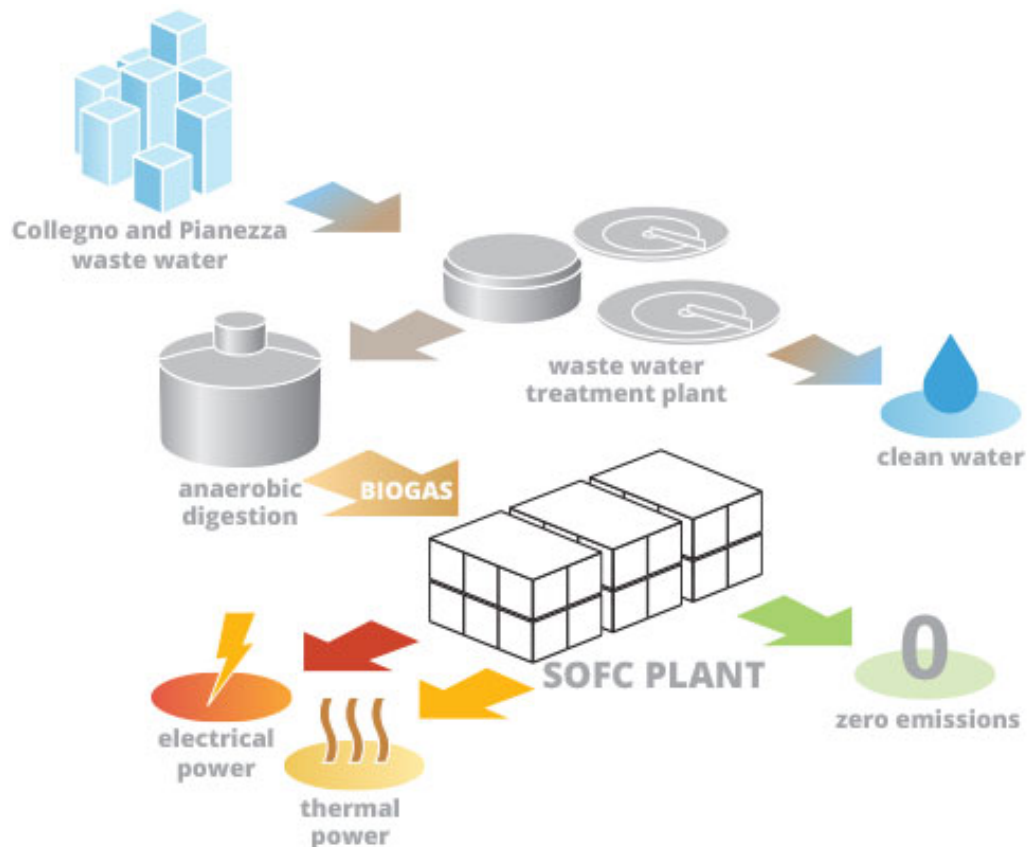 Collegno and Pianezza
waste water
waste water
treatment plant
clean water
anaerobic
digestion
BIOGAS
SOFC PLANT
0
zero emissions
electrical
power
thermal
power